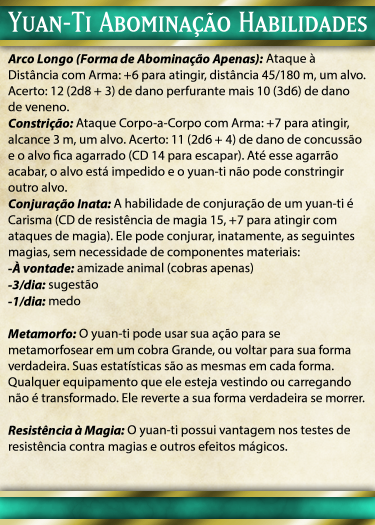 Yuan-Ti Abominação Habilidades
Arco Longo (Forma de Abominação Apenas): Ataque à
Distância com Arma: +6 para atingir, distância 45/180 m, um alvo.
Acerto: 12 (2d8 + 3) de dano perfurante mais 10 (3d6) de dano
de veneno.
Constrição: Ataque Corpo-a-Corpo com Arma: +7 para atingir,
alcance 3 m, um alvo. Acerto: 11 (2d6 + 4) de dano de concussão
e o alvo fica agarrado (CD 14 para escapar). Até esse agarrão
acabar, o alvo está impedido e o yuan-ti não pode constringir
outro alvo.
Conjuração Inata: A habilidade de conjuração de um yuan-ti é
Carisma (CD de resistência de magia 15, +7 para atingir com
ataques de magia). Ele pode conjurar, inatamente, as seguintes
magias, sem necessidade de componentes materiais:
-À vontade: amizade animal (cobras apenas)
-3/dia: sugestão
-1/dia: medo
Metamorfo: O yuan-ti pode usar sua ação para se
metamorfosear em um cobra Grande, ou voltar para sua forma
verdadeira. Suas estatísticas são as mesmas em cada forma.
Qualquer equipamento que ele esteja vestindo ou carregando
não é transformado. Ele reverte a sua forma verdadeira se morrer.
Resistência à Magia: O yuan-ti possui vantagem nos testes de
resistência contra magias e outros efeitos mágicos.